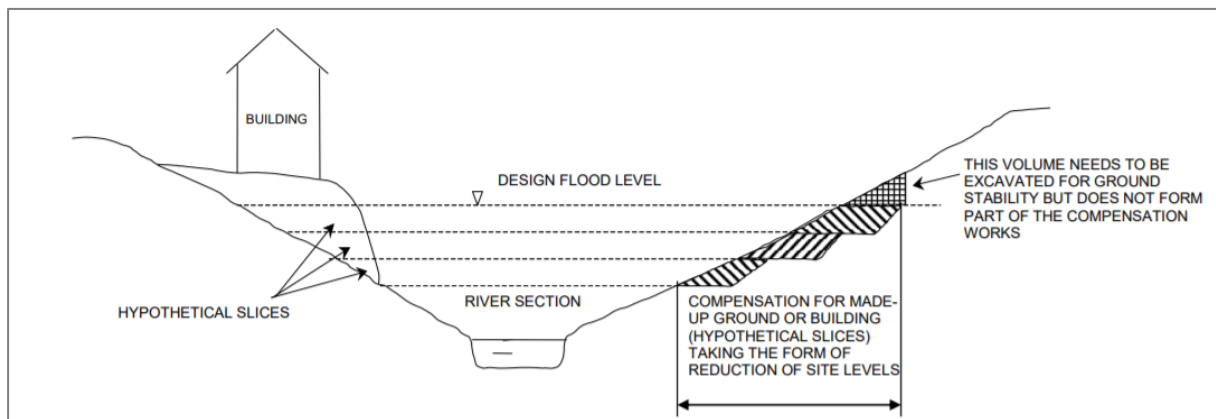 BUILDING
DESIGN FLOOD LEVEL
THIS VOLUME NEEDS TO BE
EXCAVATED FOR GROUND
STABILITY BUT DOES NOT FORM
PART OF THE COMPENSATION
WORKS
HYPOTHETICAL SLICES
RIVER SECTION
COMPENSATION FOR MADE-
UP GROUND OR BUILDING
(HYPOTHETICAL SLICES)
TAKING THE FORM OF
REDUCTION OF SITE LEVELS